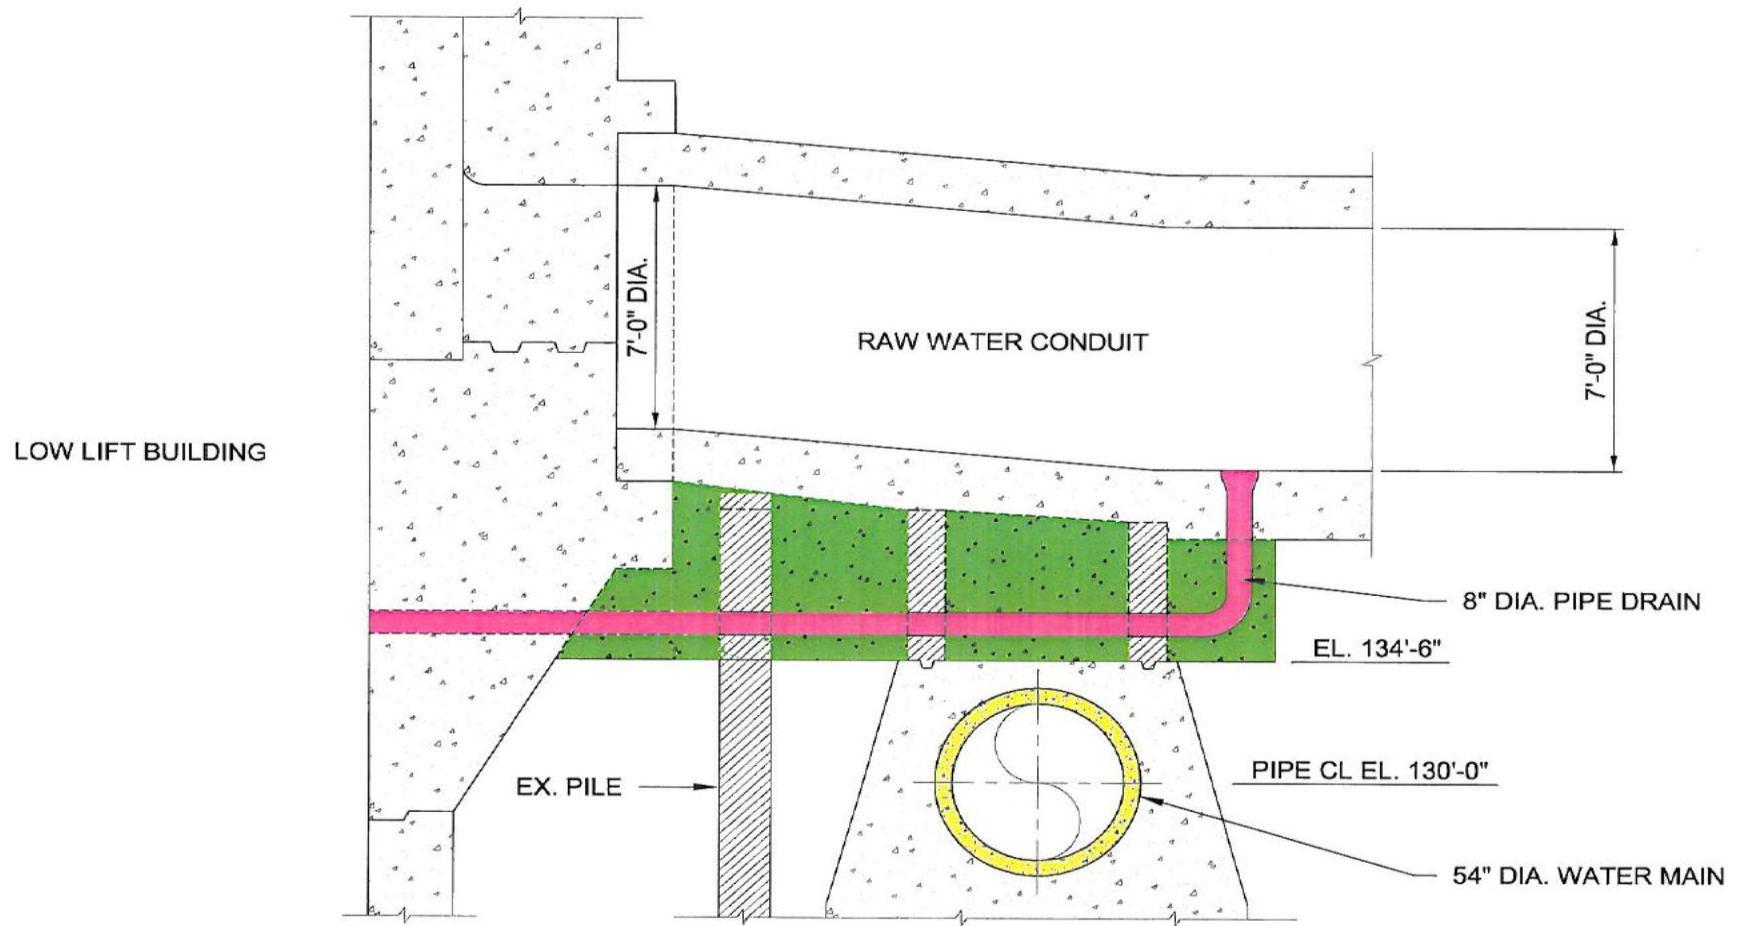 7'-0" DIA.
RAW WATER CONDUIT
7'-0" DIA.
LOW LIFT BUILDING
8" DIA. PIPE DRAIN
EL. 134'-6"
EX. PILE
PIPE CL EL. 130'-0"
54" DIA. WATER MAIN